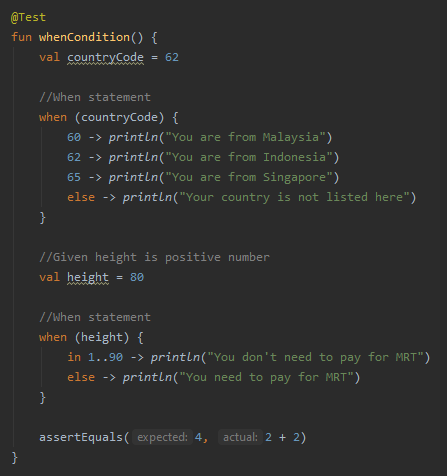 @Test
fun whenCondition() {
val countryCode = 62
//When statement
when (countryCode) {
60 -> println("You are from Malaysia")
62 -> println("You are from Indonesia")
65 -> println("You are from Singapore")
else -> println("Your country is not listed here")
}
//Given height is positive number
val height = 80
//When statement
when (height) {
in 1..90 -> println("You don't need to pay for MRT")
else -> println("You need to pay for MRT")
}
assertEquals( expected: 4, actual: 2 + 2)
}